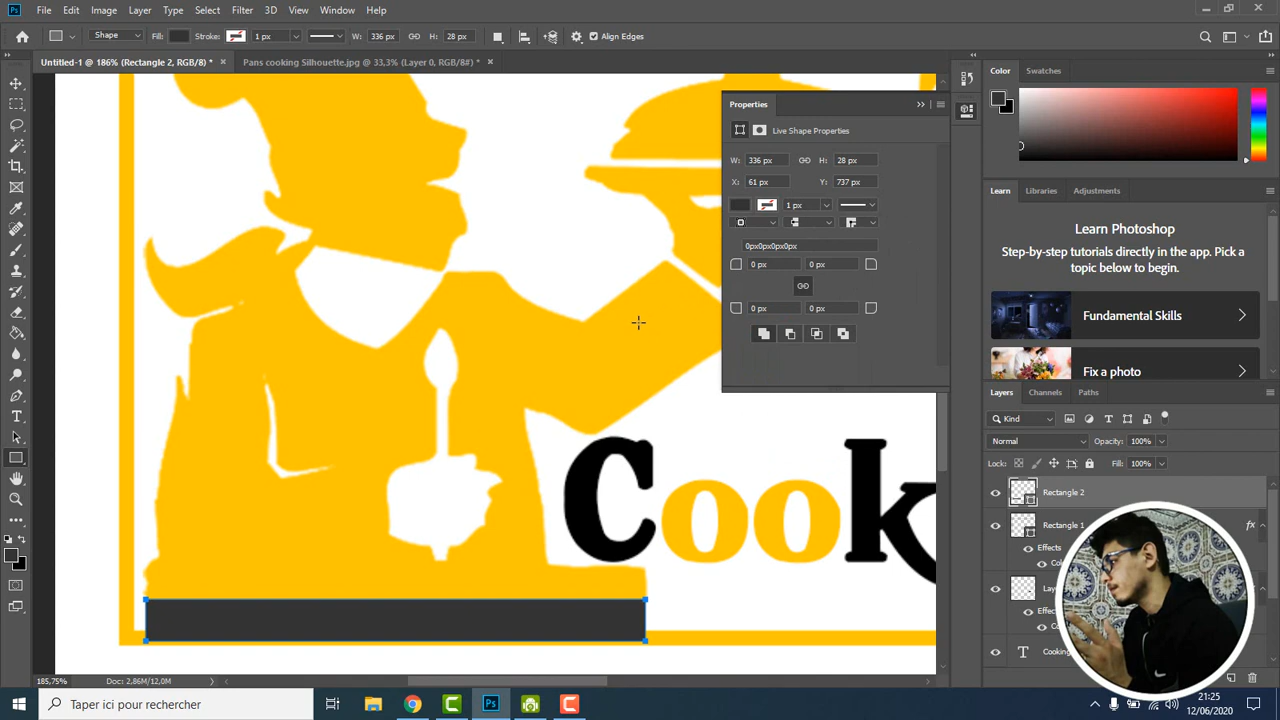 Ps File Edit Image Layer Type Select Filter 3D View Window Help
Shape Fill: Stroke: 1 px W: 336 px H: 28 px Align Edges
Untitled-1 @ 186% (Rectangle 2, RGB/8) * × Pans cooking Silhouette.jpg @ 33,3% (Layer 0, RGB/8#) * ×
Color Swatches
Properties
Live Shape Properties
W: 336 px H: 28 px
X: 61 px Y: 737 px
1 px
0px0px0px0px
0 px 0 px
0 px 0 px
Learn Libraries Adjustments
Learn Photoshop
Step-by-step tutorials directly in the app. Pick a topic below to begin.
Fundamental Skills
Fix a photo
Layers Channels Paths
Kind
Normal Opacity: 100%
Lock: Fill: 100%
Rectangle 2
Rectangle 1 fx
Effects
Effe
Cook
185,75% Doc: 2,86M/12,0M
Taper ici pour rechercher
21:25
12/06/2020